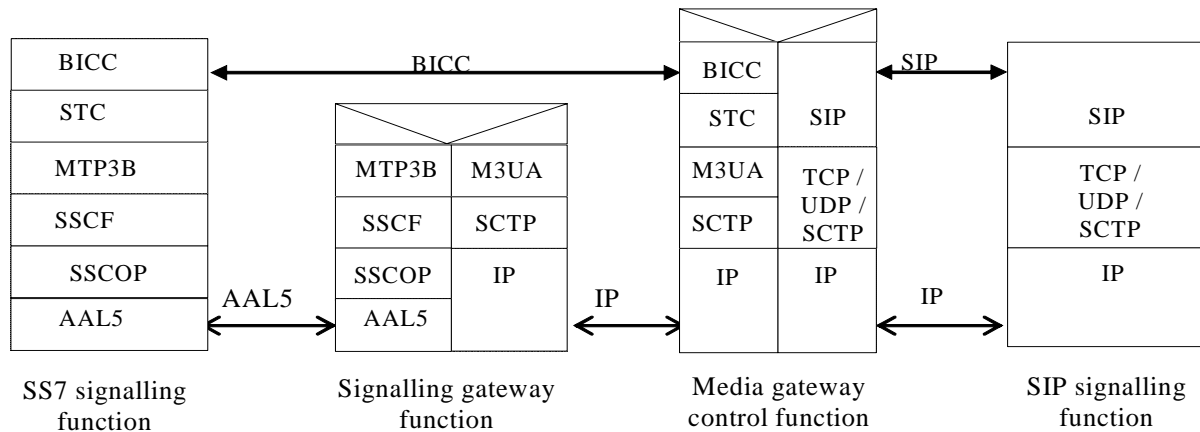 BICC
STC
MTP3B
SSCF
SSCOP
AAL5
BICC
AAL5
MTP3B
SSCF
SSCOP
AAL5
M3UA
SCTP
IP
IP
BICC
STC
M3UA
SCTP
IP
SIP
TCP /
UDP /
SCTP
IP
SIP
IP
SIP
TCP /
UDP /
SCTP
IP
SS7 signalling
function
Signalling gateway
function
Media gateway
control function
SIP signalling
function